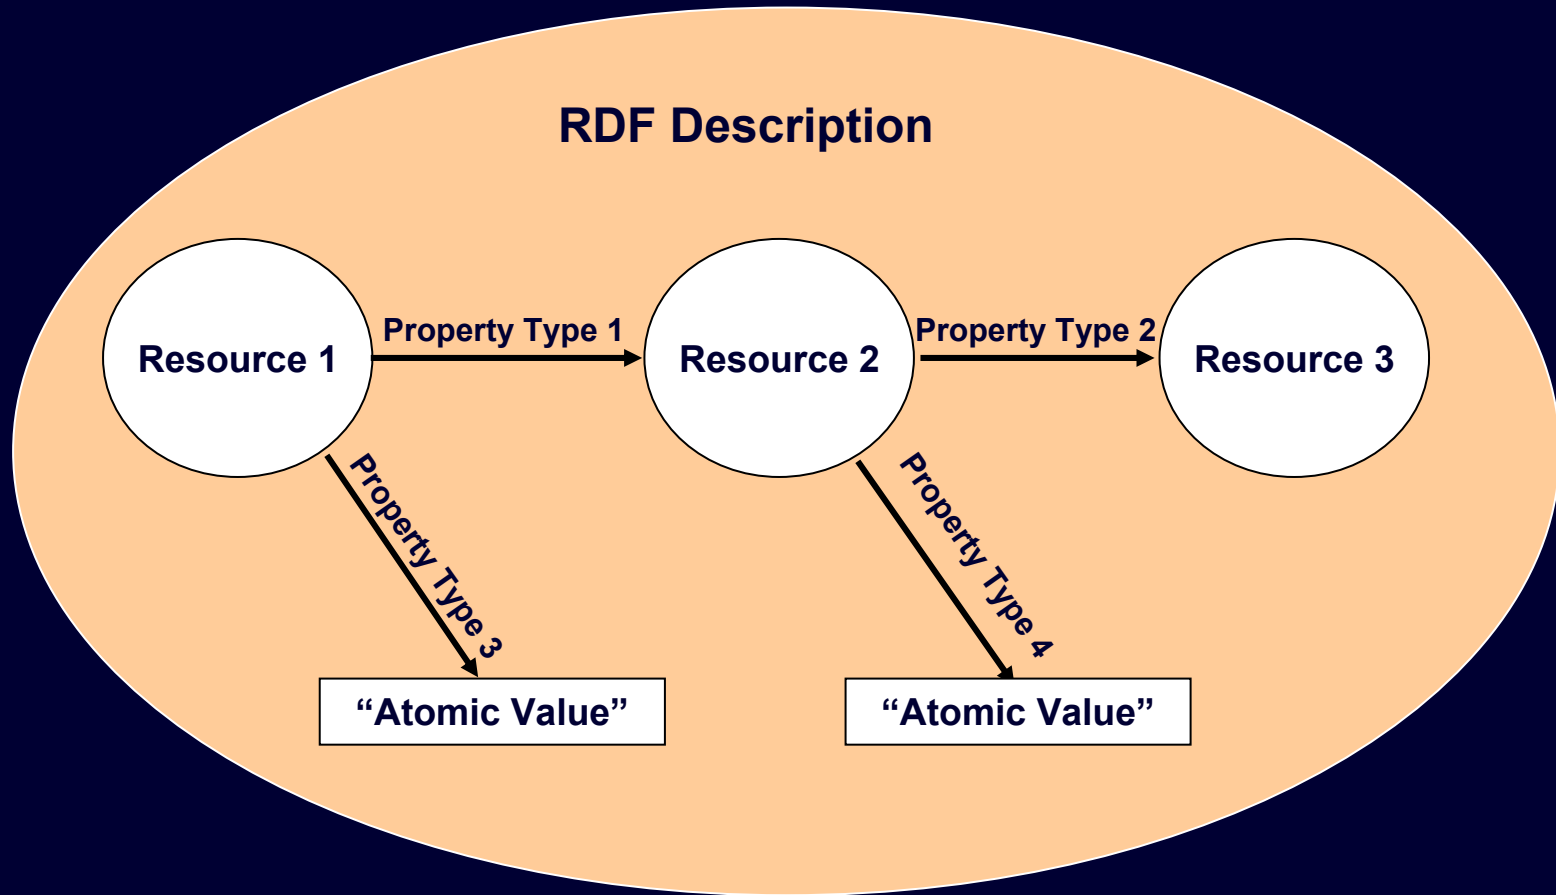 RDF Description
Property Type 1
Property Type 2
Resource 1
Resource 2
Resource 3
Property Type 3
Property Type 4
“Atomic Value”
“Atomic Value”